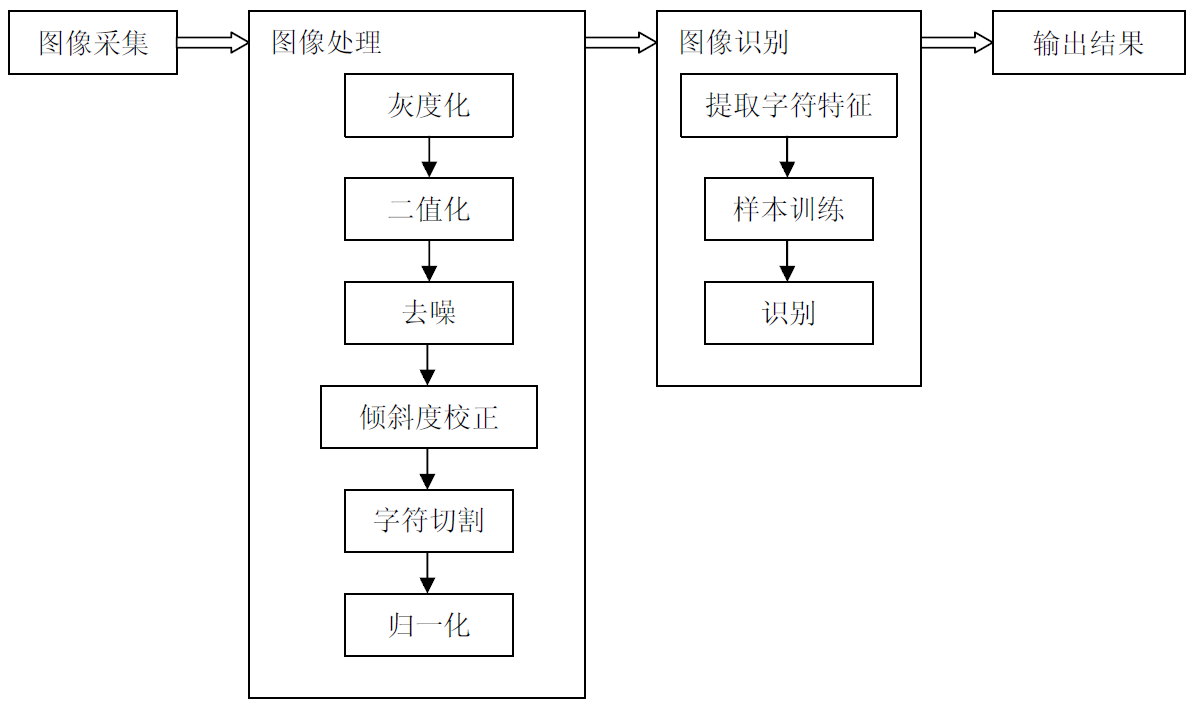 图像采集
图像处理
灰度化
二值化
去噪
倾斜度校正
字符切割
归一化
图像识别
提取字符特征
样本训练
识别
输出结果